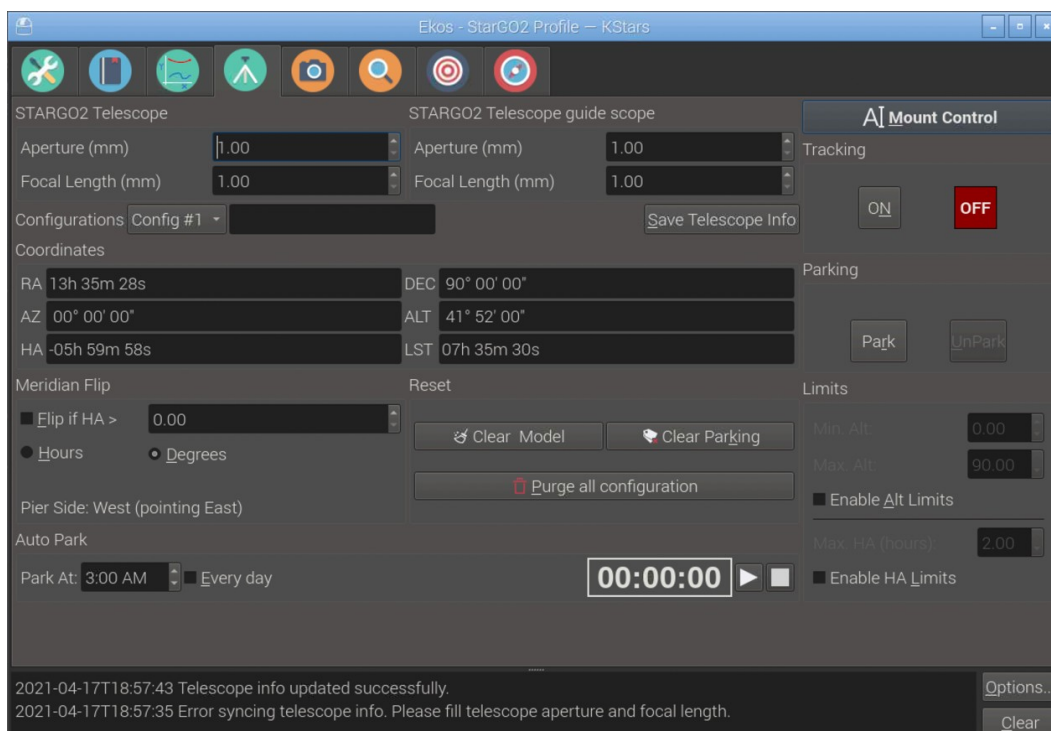 Ekos - StarGO2 Profile — KStars
STARGO2 Telescope
Aperture (mm) 1.00
Focal Length (mm) 1.00
STARGO2 Telescope guide scope
Aperture (mm) 1.00
Focal Length (mm) 1.00
Configurations Config #1
Save Telescope Info
Coordinates
RA 13h 35m 28s DEC 90° 00' 00"
AZ 00° 00' 00" ALT 41° 52' 00"
HA -05h 59m 58s LST 07h 35m 30s
Meridian Flip
Flip if HA > 0.00
Hours Degrees
Pier Side: West (pointing East)
Reset
Clear Model Clear Parking
Purge all configuration
Auto Park
Park At: 3:00 AM Every day
00:00:00
Mount Control
Tracking
ON OFF
Parking
Park UnPark
Limits
Min. Alt: 0.00
Max. Alt 90.00
Enable Alt Limits
Max. HA (hours): 2.00
Enable HA Limits
2021-04-17T18:57:43 Telescope info updated successfully.
2021-04-17T18:57:35 Error syncing telescope info. Please fill telescope aperture and focal length.
Options..
Clear